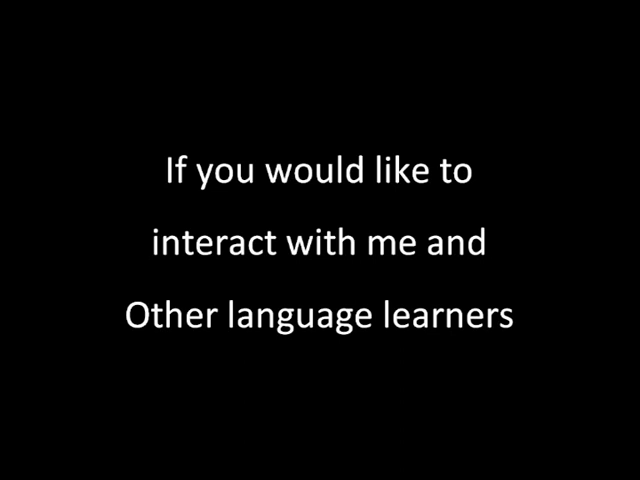 If you would like to
interact with me and
Other language learners